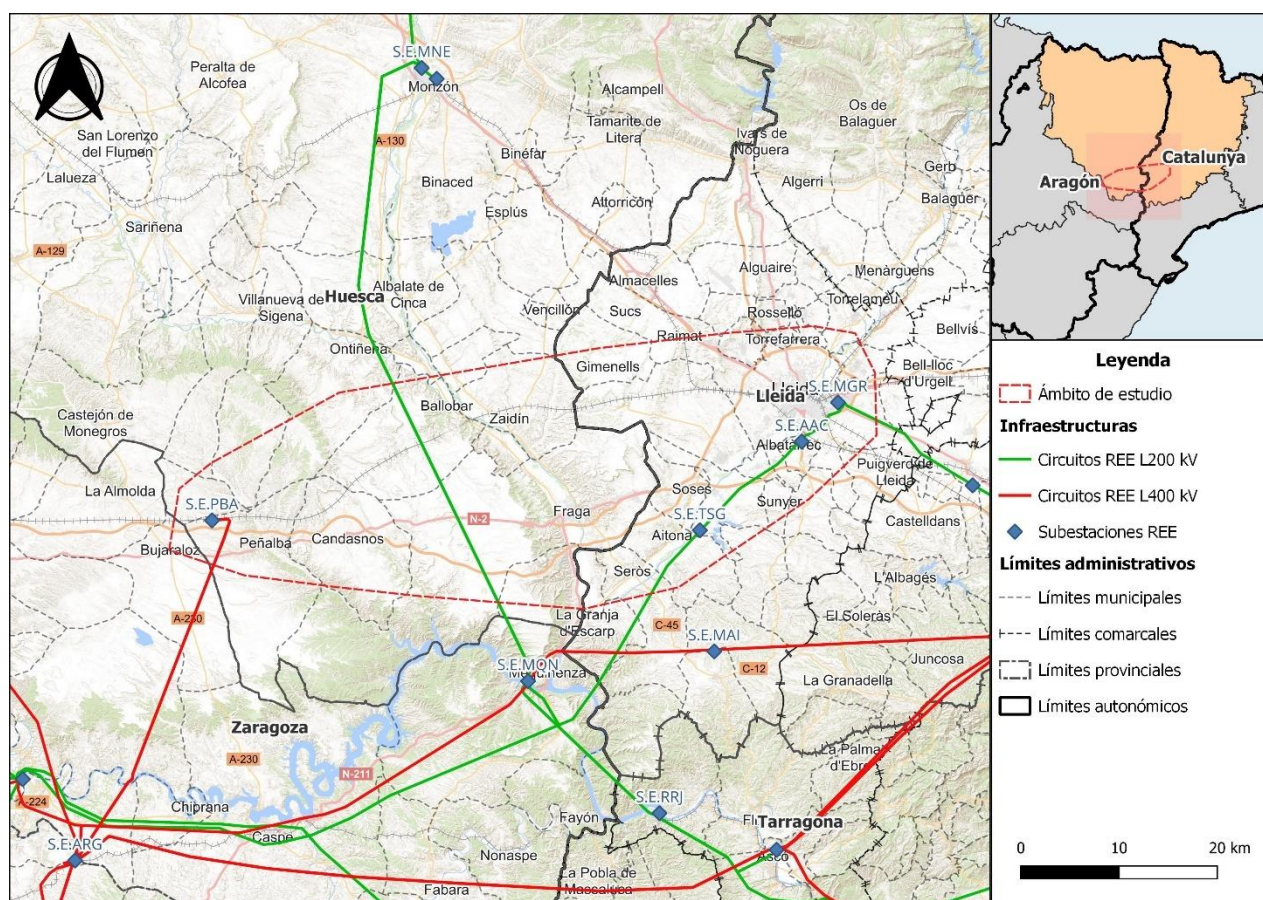 S.E.MNE
Monzón
Peralta de
Alcofea
Alcampell
Os de
Balaguer
Tamarite de
Litera
San Lorenzo
del Flumen
A-130
Ivars de
Noguera
Binéfar
Lalueza
Binaced
Algerri
Gerb
Balaguer
Esplús
Altorricón
Sariñena
A-129
Alguaire
Menàrguens
Almacelles
Albalate de
Cinca
Huesca
Villanueva de
Sigena
Vencillón
Sucs
Rosselló
Torrelameu
Bellvís
Raimat
Torrefarrera
Ontiñena
Gimenells
Bell-lloc
d'Urgell
S.E.MGR
Lleida
Lleida
Castejón de
Monegros
Ballobar
Zaidín
S.E.AAC
Albatàrrec
Puigverd de
Lleida
La Almolda
Soses
Sunyer
S.E.PBA
Fraga
N-2
S.E.TSG
Castelldans
Aitona
Bujaraloz
Peñalba
Candasnos
Seròs
L'Albagés
La Granja
d'Escarp
El Soleràs
A-230
C-45
S.E.MAI
C-12
Juncosa
S.E.MQN
Mequinenza
La Granadella
Zaragoza
A-230
N-211
La Palma
d'Ebre
A-224
Chiprana
S.E.RRJ
Caspe
Fayón
Tarragona
S.E.ARG
Nonaspe
Ascó
Fabara
La Pobla de
Massaluca
Catalunya
Aragón
Leyenda
Ámbito de estudio
Infraestructuras
Circuitos REE L200 kV
Circuitos REE L400 kV
Subestaciones REE
Límites administrativos
Límites municipales
Límites comarcales
Límites provinciales
Límites autonómicos
0 10 20 km